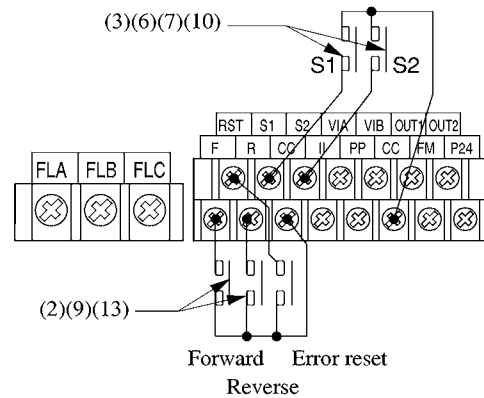 (3)(6)(7)(10)
S1 S2
RST S1 S2 VIA VIB OUT1 OUT2
F R CC II PP CC FM P24
FLA FLB FLC
(2)(9)(13)
Forward Error reset
Reverse